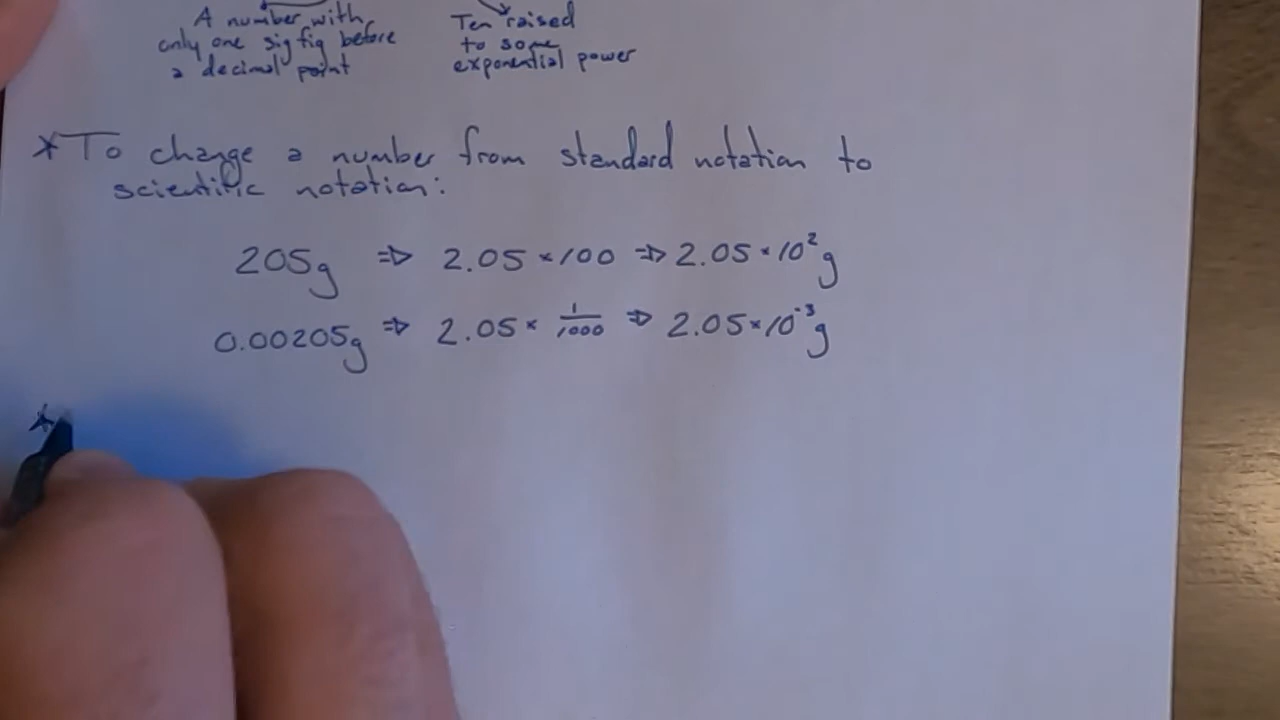 A number with
only one sig fig before
a decimal point
Ten raised
to some
exponential power
*To change a number from standard notation to
scientific notation:
205g ⇒ 2.05 × 100 ⇒ 2.05 × 10² g
0.00205g ⇒ 2.05 × 1/1000 ⇒ 2.05 × 10⁻³ g
*